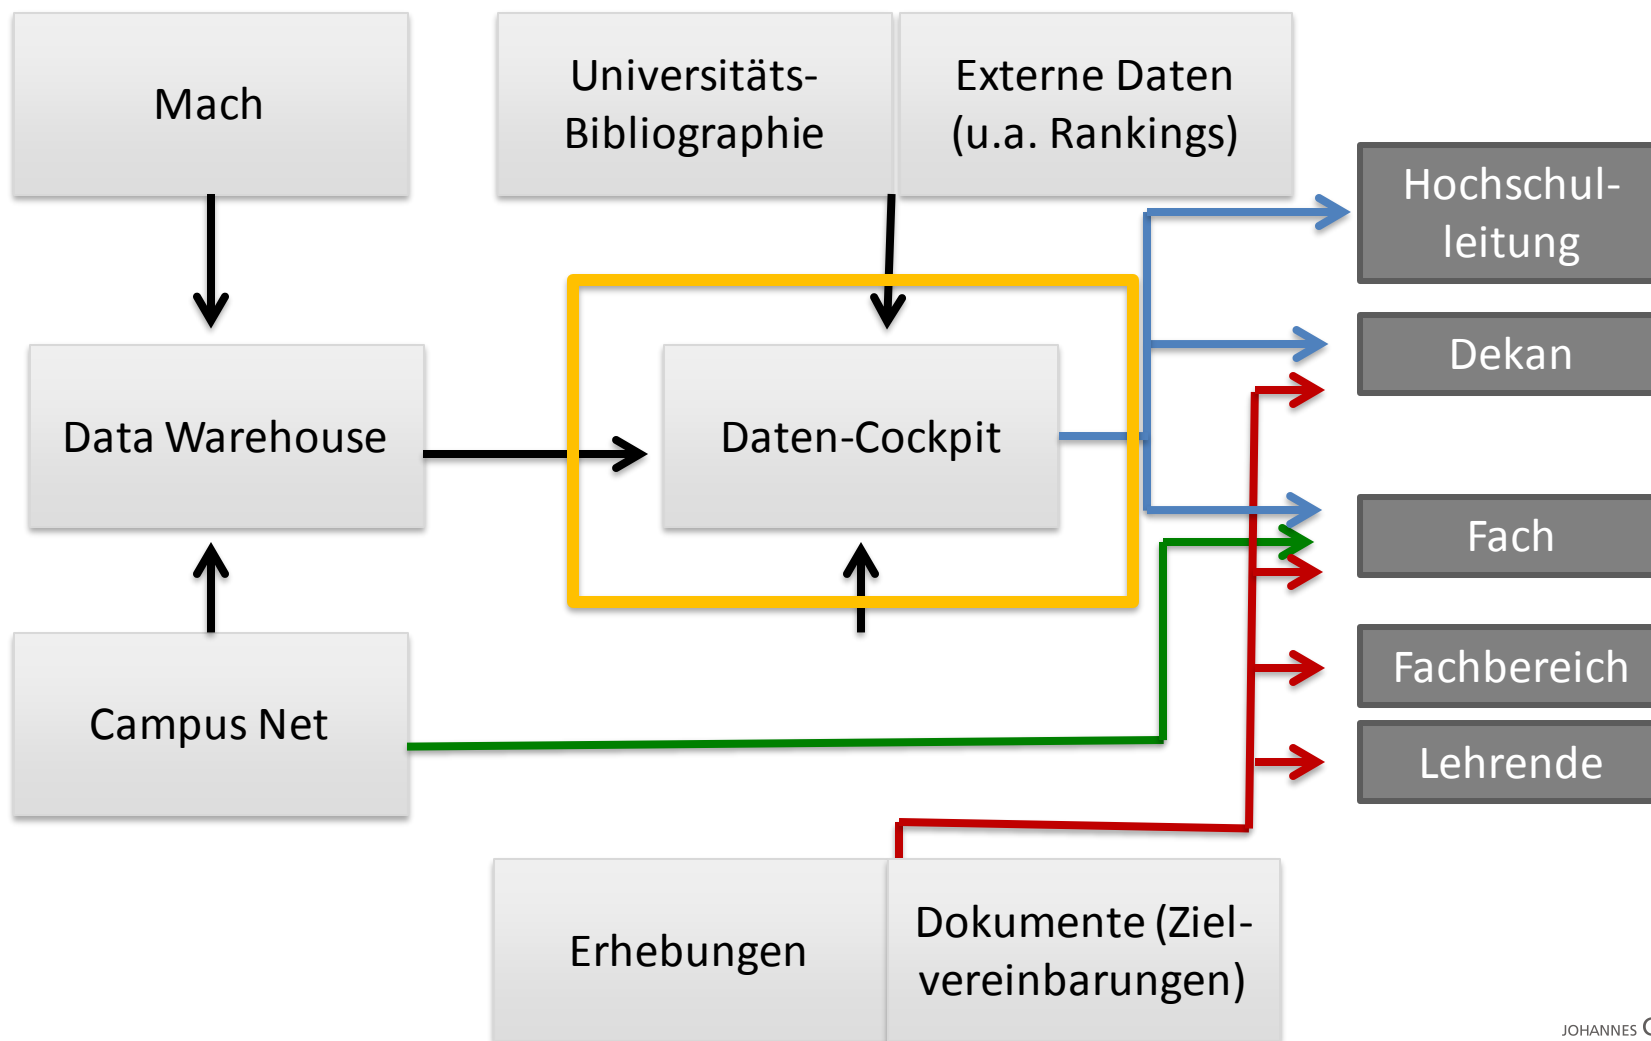 Mach
Universitäts-
Bibliographie
Externe Daten
(u.a. Rankings)
Hochschul-
leitung
Dekan
Data Warehouse
Daten-Cockpit
Fach
Fachbereich
Campus Net
Lehrende
Erhebungen
Dokumente (Ziel-
vereinbarungen)
JOHANNES